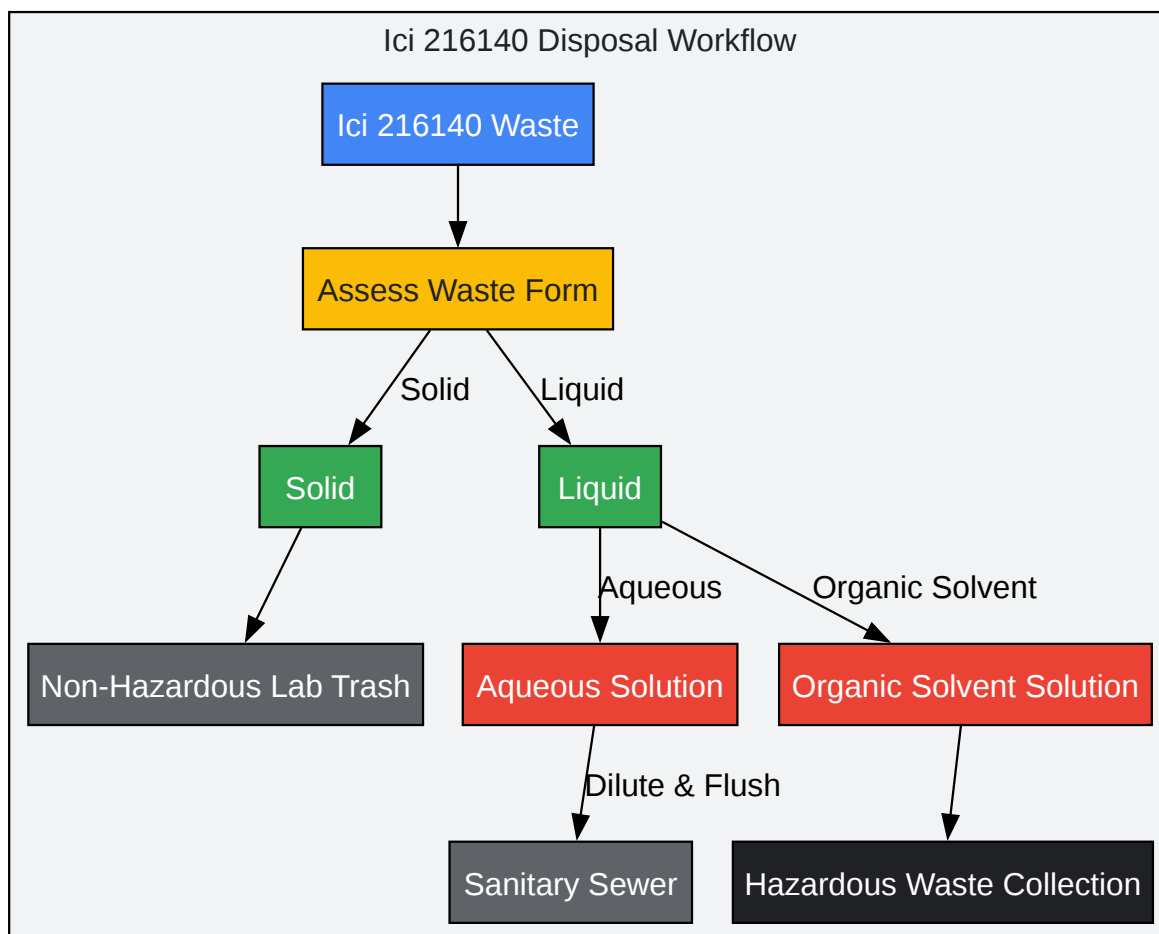 Ici 216140 Disposal Workflow
Ici 216140 Waste
Assess Waste Form
Solid
Liquid
Solid
Liquid
Aqueous
Organic Solvent
Non-Hazardous Lab Trash
Aqueous Solution
Organic Solvent Solution
Dilute & Flush
Sanitary Sewer
Hazardous Waste Collection